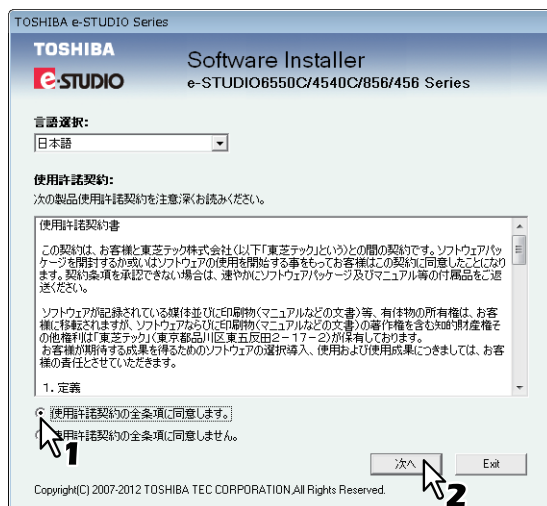 TOSHIBA e-STUDIO Series
TOSHIBA
e-STUDIO
Software Installer
e-STUDIO6550C/4540C/856/456 Series
言語選択:
日本語
使用許諾契約:
次の製品使用許諾契約を注意深くお読みください。
使用許諾契約書
この契約は、お客様と東芝テック株式会社(以下「東芝テック」という)との間の契約です。ソフトウェアパッ
ケージを開封するか或いはソフトウェアの使用を開始する事をもってお客様はこの契約に同意したことになり
ます。契約条項を承認できない場合は、速やかにソフトウェアパッケージ及びマニュアル等の付属品をご返
送ください。
ソフトウェアが記録されている媒体並びに印刷物(マニュアルなどの文書)等、有体物の所有権は、お客
様に移転されますが、ソフトウェアならびに印刷物(マニュアルなどの文書)の著作権を含む知的財産権そ
の他権利は「東芝テック」(東京都品川区東五反田2-17-2)が保有しております。
お客様が期待する成果を得るためのソフトウェアの選択導入、使用および使用成果につきましては、お客
様の責任とさせていただきます。
1. 定義
使用許諾契約の全条項に同意します。
使用許諾契約の全条項に同意しません。
1
次へ
Exit
2
Copyright(C) 2007-2012 TOSHIBA TEC CORPORATION,All Rights Reserved.